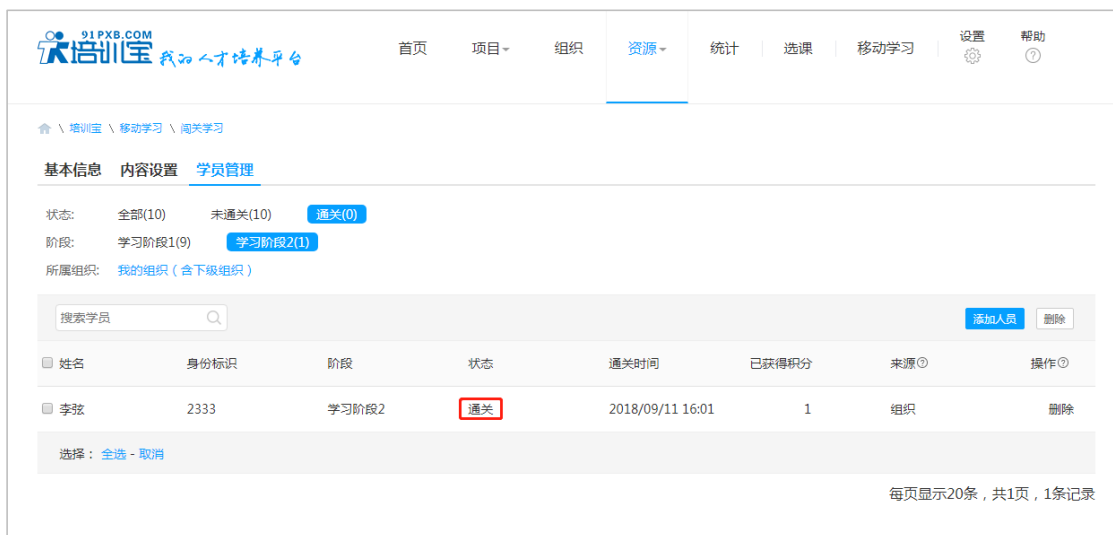 91PXB.COM
培训宝 我的人才培养平台
首页 项目 组织 资源 统计 选课 移动学习 设置 帮助
\ 培训宝 \ 移动学习 \ 闯关学习
基本信息 内容设置 学员管理
状态: 全部(10) 未通关(10) 通关(0)
阶段: 学习阶段1(9) 学习阶段2(1)
所属组织: 我的组织（含下级组织）
搜索学员 添加人员 删除
姓名 身份标识 阶段 状态 通关时间 已获得积分 来源 操作
李弦 2333 学习阶段2 通关 2018/09/11 16:01 1 组织 删除
选择： 全选 - 取消
每页显示20条，共1页，1条记录